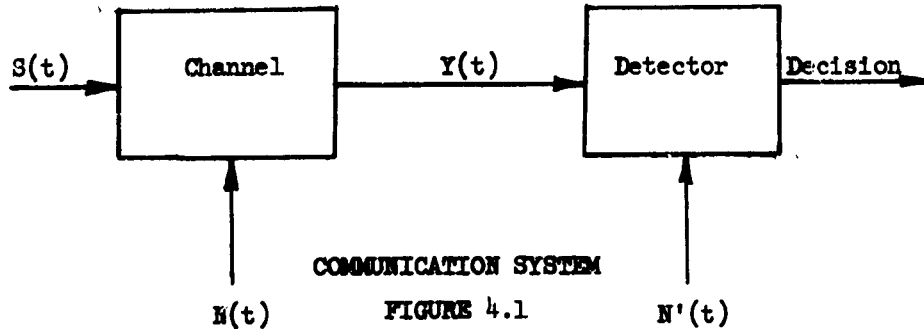 S(t)
Channel
Y(t)
Detector
Decision
COMMUNICATION SYSTEM
FIGURE 4.1
N(t)
N'(t)